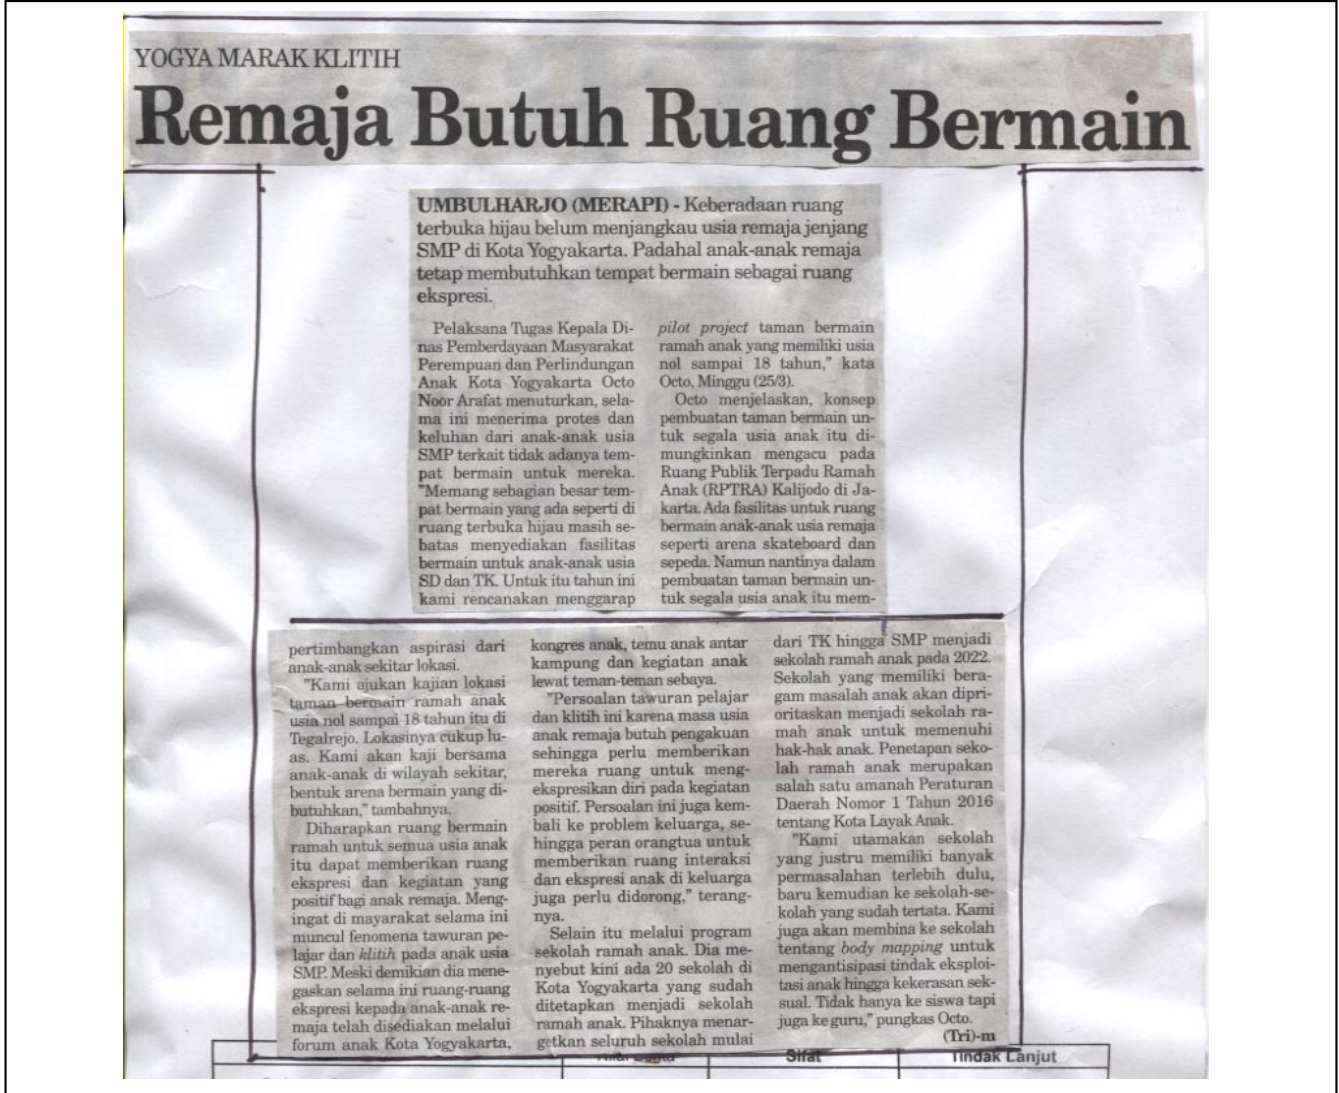 YOGYA MARAK KLITIH
Remaja Butuh Ruang Bermain
UMBULHARJO (MERAPI) - Keberadaan ruang
terbuka hijau belum menjangkau usia remaja jenjang
SMP di Kota Yogyakarta. Padahal anak-anak remaja
tetap membutuhkan tempat bermain sebagai ruang
ekspresi.
Pelaksana Tugas Kepala Di-
nas Pemberdayaan Masyarakat
Perempuan dan Perlindungan
Anak Kota Yogyakarta Octo
Noor Arafat menuturkan, sela-
ma ini menerima protes dan
keluhan dari anak-anak usia
SMP terkait tidak adanya tem-
pat bermain untuk mereka.
"Memang sebagian besar tem-
pat bermain yang ada seperti di
ruang terbuka hijau masih se-
batas menyediakan fasilitas
bermain untuk anak-anak usia
SD dan TK. Untuk itu tahun ini
kami rencanakan menggarap
pilot project taman bermain
ramah anak yang memiliki usia
nol sampai 18 tahun," kata
Octo, Minggu (25/3).
Octo menjelaskan, konsep
pembuatan taman bermain un-
tuk segala usia anak itu di-
mungkinkan mengacu pada
Ruang Publik Terpadu Ramah
Anak (RPTRA) Kalijodo di Ja-
karta. Ada fasilitas untuk ruang
bermain anak-anak usia remaja
seperti arena skateboard dan
sepeda. Namun nantinya dalam
pembuatan taman bermain un-
tuk segala usia anak itu mem-
pertimbangkan aspirasi dari
anak-anak sekitar lokasi.
"Kami ajukan kajian lokasi
taman bermain ramah anak
usia nol sampai 18 tahun itu di
Tegalrejo. Lokasinya cukup lu-
as. Kami akan kaji bersama
anak-anak di wilayah sekitar,
bentuk arena bermain yang di-
butuhkan," tambahnya.
Diharapkan ruang bermain
ramah untuk semua usia anak
itu dapat memberikan ruang
ekspresi dan kegiatan yang
positif bagi anak remaja. Meng-
ingat di mayarakat selama ini
muncul fenomena tawuran pe-
lajar dan klitih pada anak usia
SMP. Meski demikian dia mene-
gaskan selama ini ruang-ruang
ekspresi kepada anak-anak re-
maja telah disediakan melalui
forum anak Kota Yogyakarta,
kongres anak, temu anak antar
kampung dan kegiatan anak
lewat teman-teman sebaya.
"Persoalan tawuran pelajar
dan klitih ini karena masa usia
anak remaja butuh pengakuan
sehingga perlu memberikan
mereka ruang untuk meng-
ekspresikan diri pada kegiatan
positif. Persoalan ini juga kem-
bali ke problem keluarga, se-
hingga peran orangtua untuk
memberikan ruang interaksi
dan ekspresi anak di keluarga
juga perlu didorong," terang-
nya.
Selain itu melalui program
sekolah ramah anak. Dia me-
nyebut kini ada 20 sekolah di
Kota Yogyakarta yang sudah
ditetapkan menjadi sekolah
ramah anak. Pihaknya menar-
getkan seluruh sekolah mulai
dari TK hingga SMP menjadi
sekolah ramah anak pada 2022.
Sekolah yang memiliki bera-
gam masalah anak akan dipri-
oritaskan menjadi sekolah ra-
mah anak untuk memenuhi
hak-hak anak. Penetapan seko-
lah ramah anak merupakan
salah satu amanah Peraturan
Daerah Nomor 1 Tahun 2016
tentang Kota Layak Anak.
"Kami utamakan sekolah
yang justru memiliki banyak
permasalahan terlebih dulu,
baru kemudian ke sekolah-se-
kolah yang sudah tertata. Kami
juga akan membina ke sekolah
tentang body mapping untuk
mengantisipasi tindak eksploi-
tasi anak hingga kekerasan sek-
sual. Tidak hanya ke siswa tapi
juga ke guru," pungkas Octo.
(Tri)-m
Sifat
Tindak Lanjut